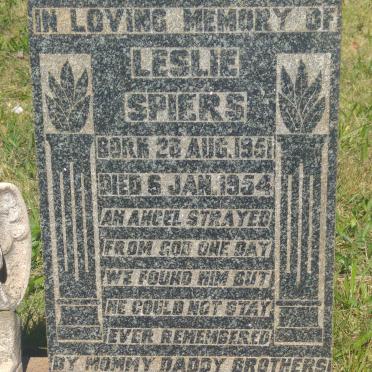 IN LOVING MEMORY OF
LESLIE
SPIERS
BORN 26 AUG. 1951
DIED 6 JAN. 1954
AN ANGEL STRAYED
FROM GOD ONE DAY
WE FOUND HIM BUT
HE COULD NOT STAY
EVER REMEMBERED
BY MOMMY DADDY BROTHERS